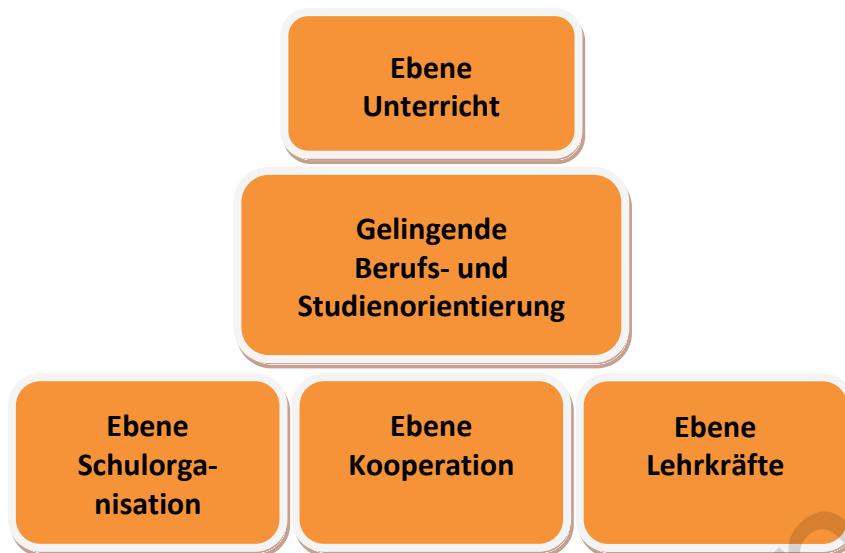 Ebene
Unterricht
Gelingende
Berufs- und
Studienorientierung
Ebene
Schulorga-
nisation
Ebene
Kooperation
Ebene
Lehrkräfte